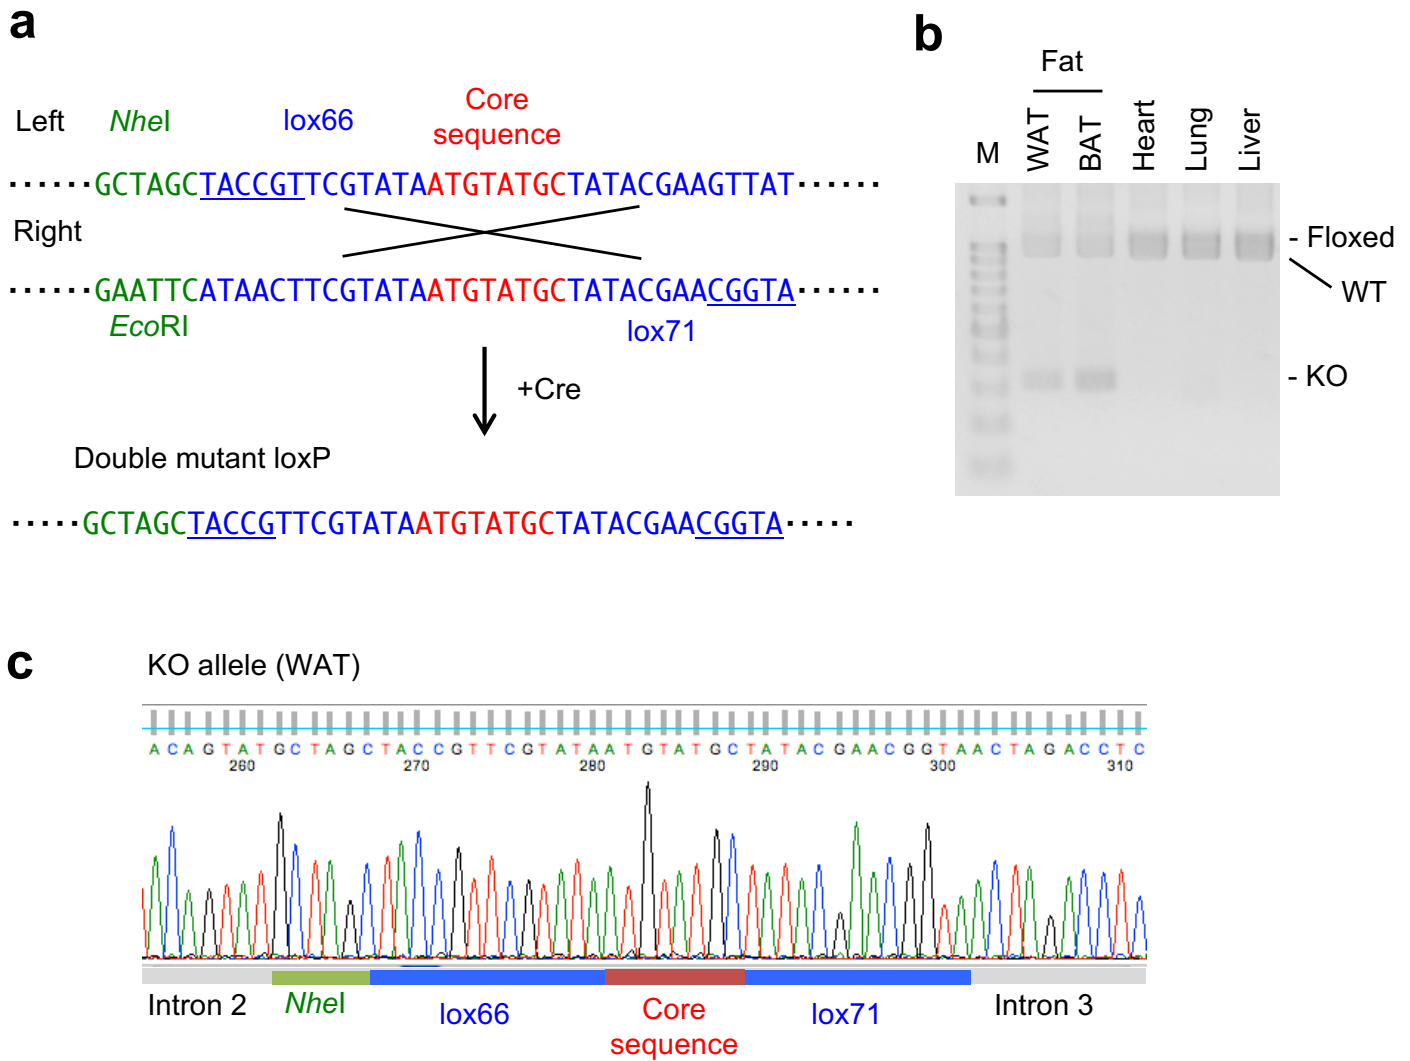 a
Left NheI lox66 Core
sequence
······GCTAGCTACCGTTCGTATAATGTATGCTATACGAAGTTAT······
Right
······GAATTCATAACTTCGTATAATGTATGCTATACGAACGGTA······
EcoRI lox71
+Cre
Double mutant loxP
·····GCTAGCTACCGTTCGTATAATGTATGCTATACGAACGGTA·····
b
Fat
M WAT BAT Heart Lung Liver
- Floxed
WT
- KO
c
KO allele (WAT)
A C A G T A T G C T A G C T A C C G T T C G T A T A A T G T A T G C T A T A C G A A C G G T A A C T A G A C C T C
260 270 280 290 300 310
Intron 2 NheI lox66 Core
sequence lox71 Intron 3